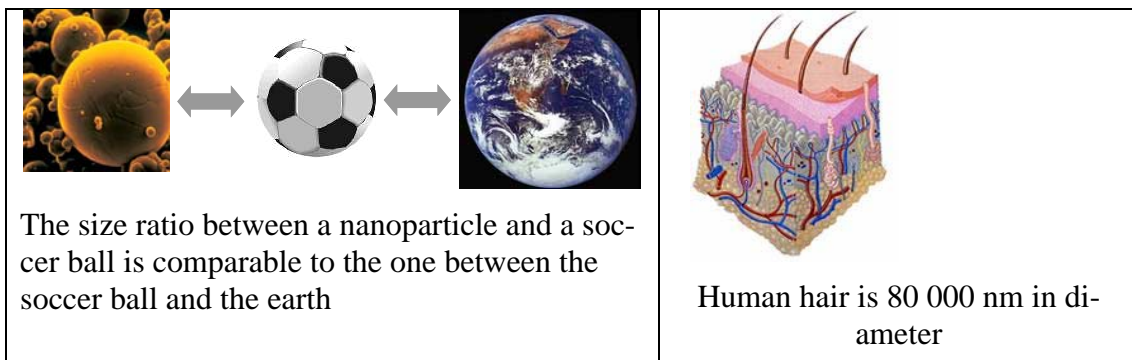 The size ratio between a nanoparticle and a soc-
cer ball is comparable to the one between the
soccer ball and the earth
Human hair is 80 000 nm in di-
ameter